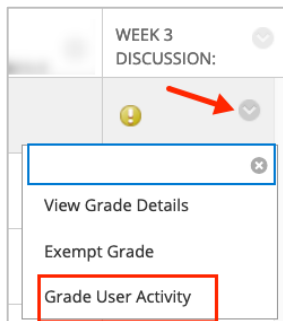 WEEK 3
DISCUSSION:
View Grade Details
Exempt Grade
Grade User Activity